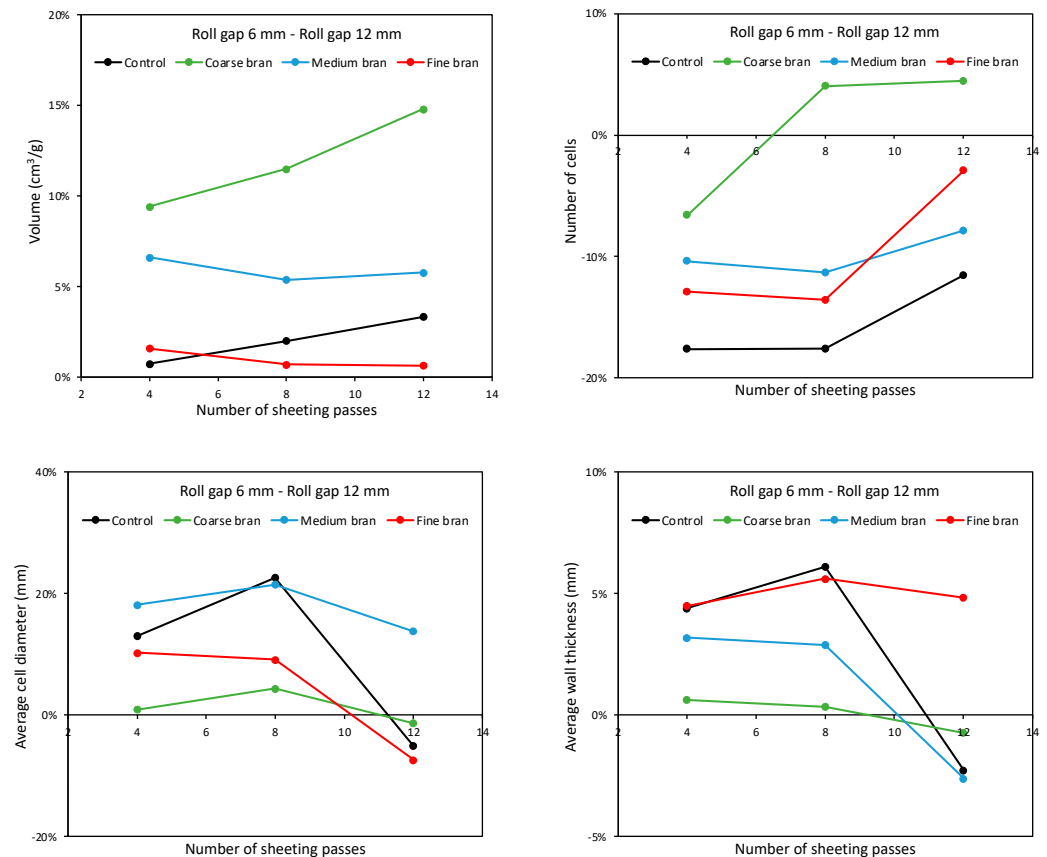 20%
Roll gap 6 mm - Roll gap 12 mm
Control Coarse bran Medium bran Fine bran
15%
10%
5%
0%
Volume (cm³/g)
2 4 6 8 10 12 14
Number of sheeting passes
10%
Roll gap 6 mm - Roll gap 12 mm
Control Coarse bran Medium bran Fine bran
0%
2 4 6 8 10 12 14
-10%
-20%
Number of cells
Number of sheeting passes
40%
Roll gap 6 mm - Roll gap 12 mm
Control Coarse bran Medium bran Fine bran
20%
0%
2 4 6 8 10 12 14
-20%
Average cell diameter (mm)
Number of sheeting passes
10%
Roll gap 6 mm - Roll gap 12 mm
Control Coarse bran Medium bran Fine bran
5%
0%
2 4 6 8 10 12 14
-5%
Average wall thickness (mm)
Number of sheeting passes